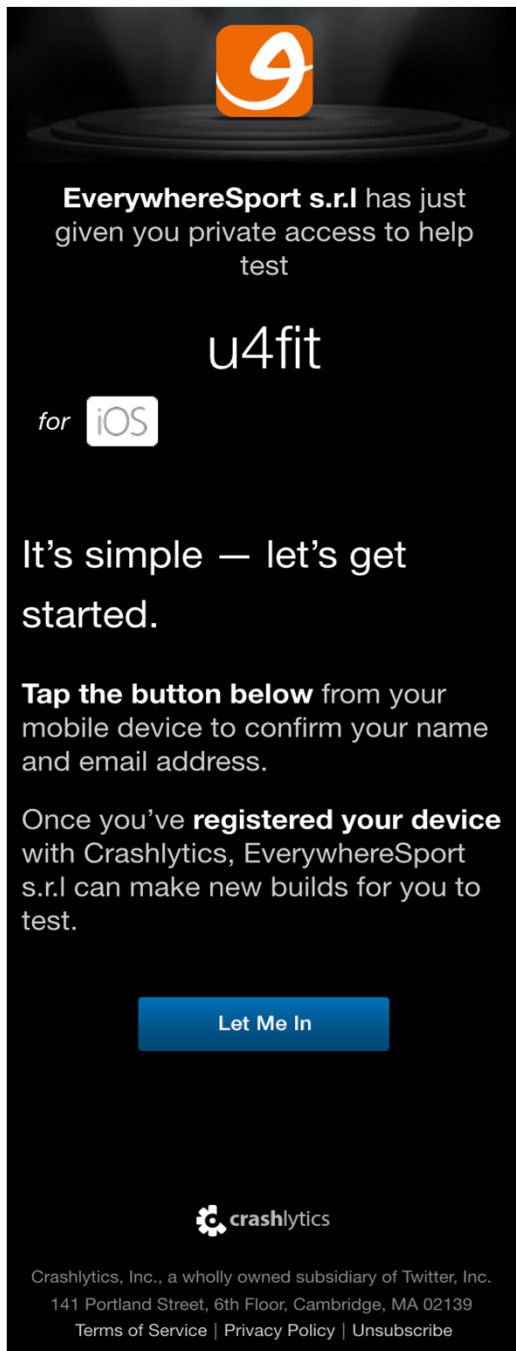 EverywhereSport s.r.l has just
given you private access to help
test
u4fit
for iOS
It’s simple — let’s get
started.
Tap the button below from your
mobile device to confirm your name
and email address.
Once you’ve registered your device
with Crashlytics, EverywhereSport
s.r.l can make new builds for you to
test.
Let Me In
crashlytics
Crashlytics, Inc., a wholly owned subsidiary of Twitter, Inc.
141 Portland Street, 6th Floor, Cambridge, MA 02139
Terms of Service | Privacy Policy | Unsubscribe